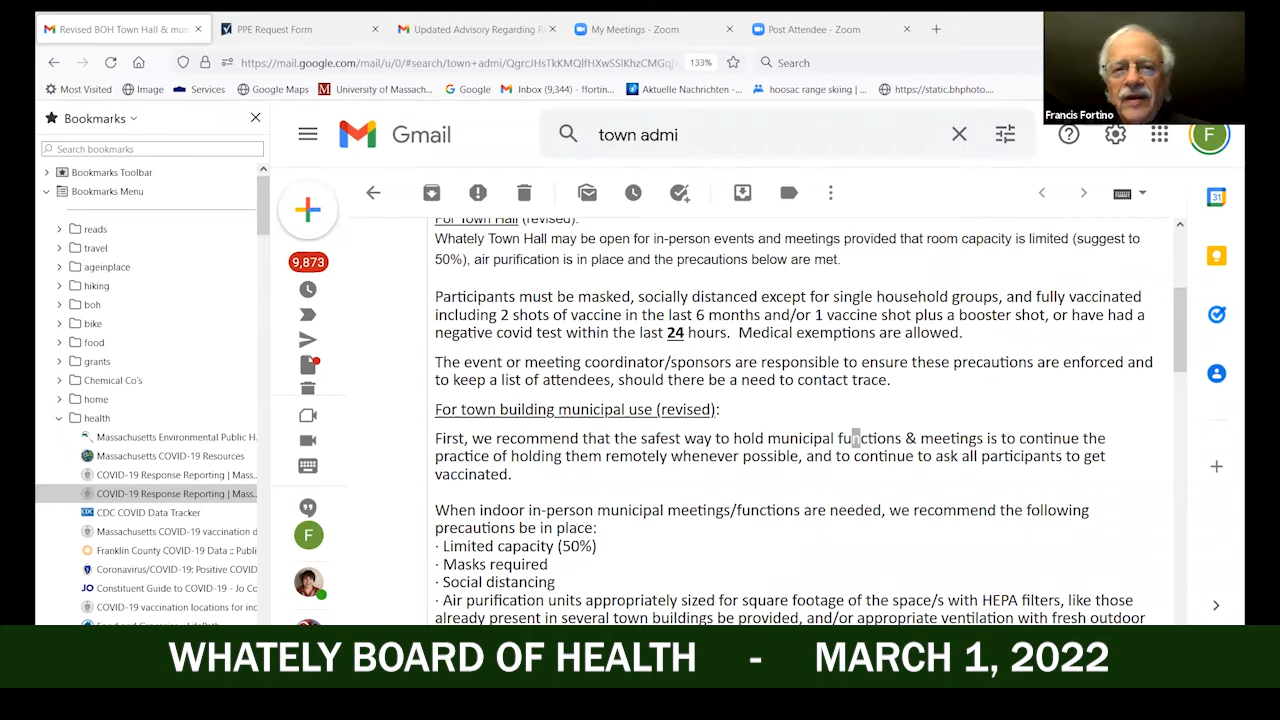 Revised BOH Town Hall & mun
PPE Request Form
Updated Advisory Regarding F
My Meetings - Zoom
Post Attendee - Zoom
https://mail.google.com/mail/u/0/#search/town+admi/
133%
Search
Most Visited
Image
Services
Google Maps
University of Massach...
Google
Inbox (9,344) - ffortin...
Aktuelle Nachrichten -...
hoosac range skiing |...
https://static.bhphoto....
Francis Fortino
Bookmarks
Search bookmarks
Bookmarks Toolbar
Bookmarks Menu
reads
travel
ageinplace
hiking
boh
bike
food
grants
Chemical Co's
home
health
Massachusetts Environmental Public H.
Massachusetts COVID-19 Resources
COVID-19 Response Reporting | Mass..
COVID-19 Response Reporting | Mass..
CDC COVID Data Tracker
Massachusetts COVID-19 vaccination d
Franklin County COVID-19 Data :: Publi
Coronavirus/COVID-19: Positive COVID
JO
Constituent Guide to COVID-19 - Jo Co
COVID-19 vaccination locations for inc
Gmail
town admi
F
9,873
F
31
For Town Hall (revised):
Whately Town Hall may be open for in-person events and meetings provided that room capacity is limited (suggest to
50%), air purification is in place and the precautions below are met.
Participants must be masked, socially distanced except for single household groups, and fully vaccinated
including 2 shots of vaccine in the last 6 months and/or 1 vaccine shot plus a booster shot, or have had a
negative covid test within the last 24 hours.  Medical exemptions are allowed.
The event or meeting coordinator/sponsors are responsible to ensure these precautions are enforced and
to keep a list of attendees, should there be a need to contact trace.
For town building municipal use (revised):
First, we recommend that the safest way to hold municipal functions & meetings is to continue the
practice of holding them remotely whenever possible, and to continue to ask all participants to get
vaccinated.
When indoor in-person municipal meetings/functions are needed, we recommend the following
precautions be in place:
· Limited capacity (50%)
· Masks required
· Social distancing
· Air purification units appropriately sized for square footage of the space/s with HEPA filters, like those
already present in several town buildings be provided, and/or appropriate ventilation with fresh outdoor
WHATELY BOARD OF HEALTH - MARCH 1, 2022